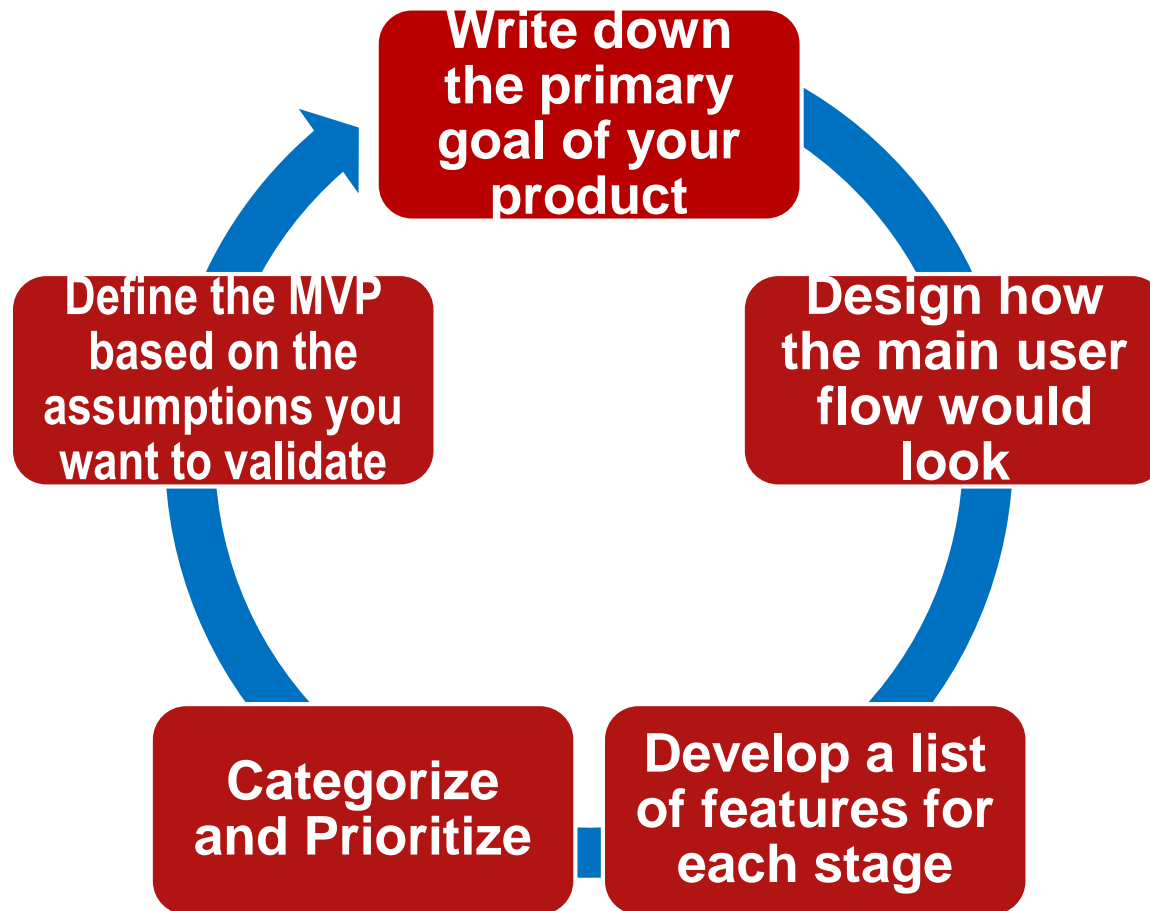 Write down
the primary
goal of your
product
Design how
the main user
flow would
look
Develop a list
of features for
each stage
Categorize
and Prioritize
Define the MVP
based on the
assumptions you
want to validate